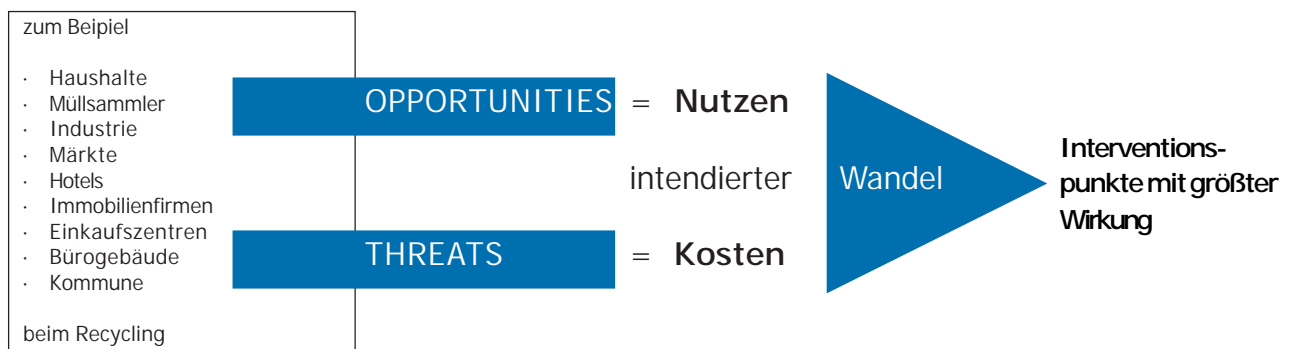 zum Beipiel
· Haushalte
· Müllsammler
· Industrie
· Märkte
· Hotels
· Immobilienfirmen
· Einkaufszentren
· Bürogebäude
· Kommune
beim Recycling
OPPORTUNITIES = Nutzen
intendierter Wandel
THREATS = Kosten
Interventions-
punkte mit größter
Wirkung